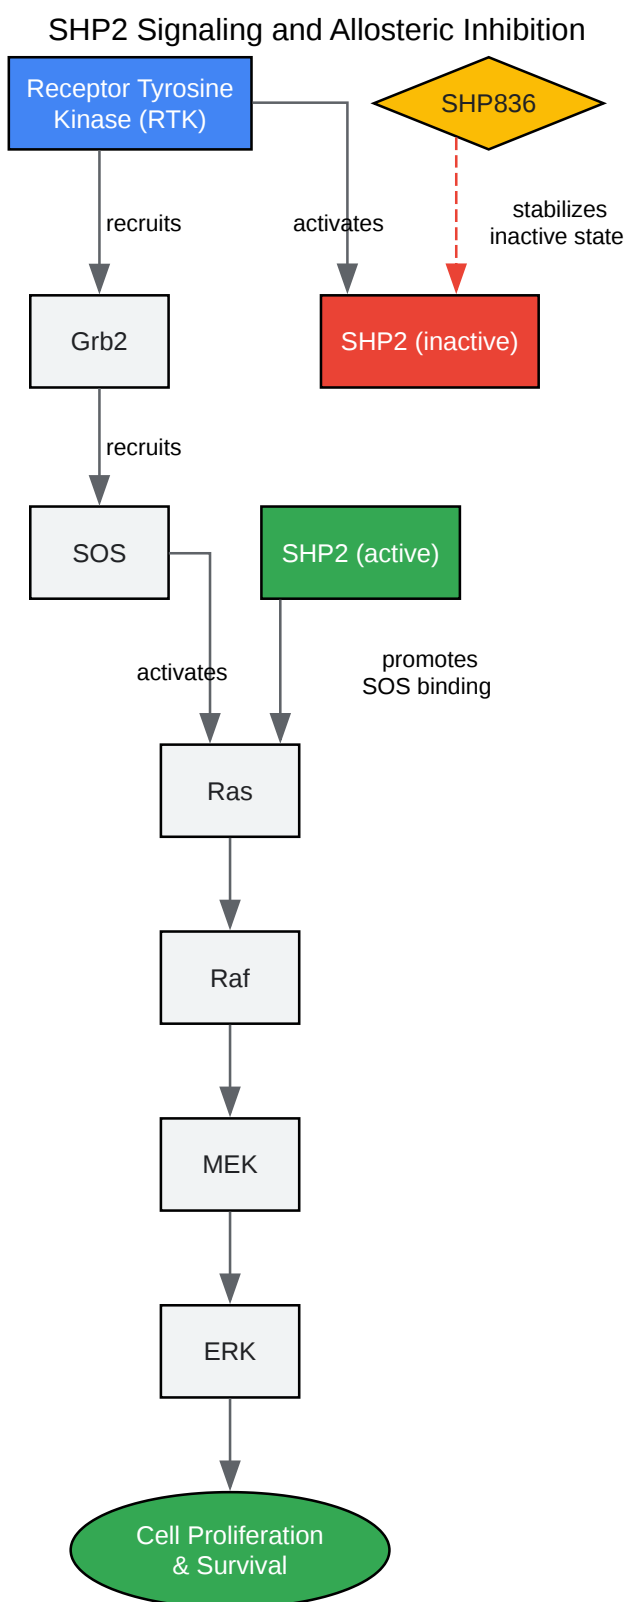 SHP2 Signaling and Allosteric Inhibition
Receptor Tyrosine
Kinase (RTK)
SHP836
recruits
activates
stabilizes
inactive state
Grb2
SHP2 (inactive)
recruits
SOS
SHP2 (active)
activates
promotes
SOS binding
Ras
Raf
MEK
ERK
Cell Proliferation
& Survival